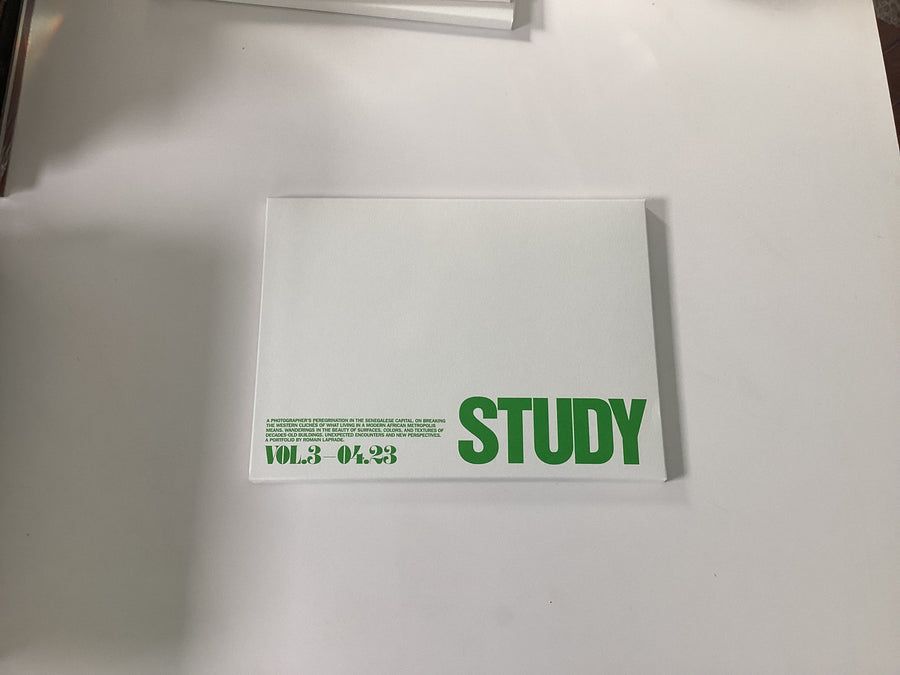 A PHOTOGRAPHER'S PEREGRINATION IN THE SENEGALESE CAPITAL, ON BREAKING
THE WESTERN CLICHÉS OF WHAT LIVING IN A MODERN AFRICAN METROPOLIS
MEANS. WANDERINGS IN THE BEAUTY OF SURFACES, COLORS, AND TEXTURES OF
DECADES-OLD BUILDINGS, UNEXPECTED ENCOUNTERS AND NEW PERSPECTIVES.
A PORTFOLIO BY ROMAIN LAPRADE.
VOL.3—04.23
STUDY